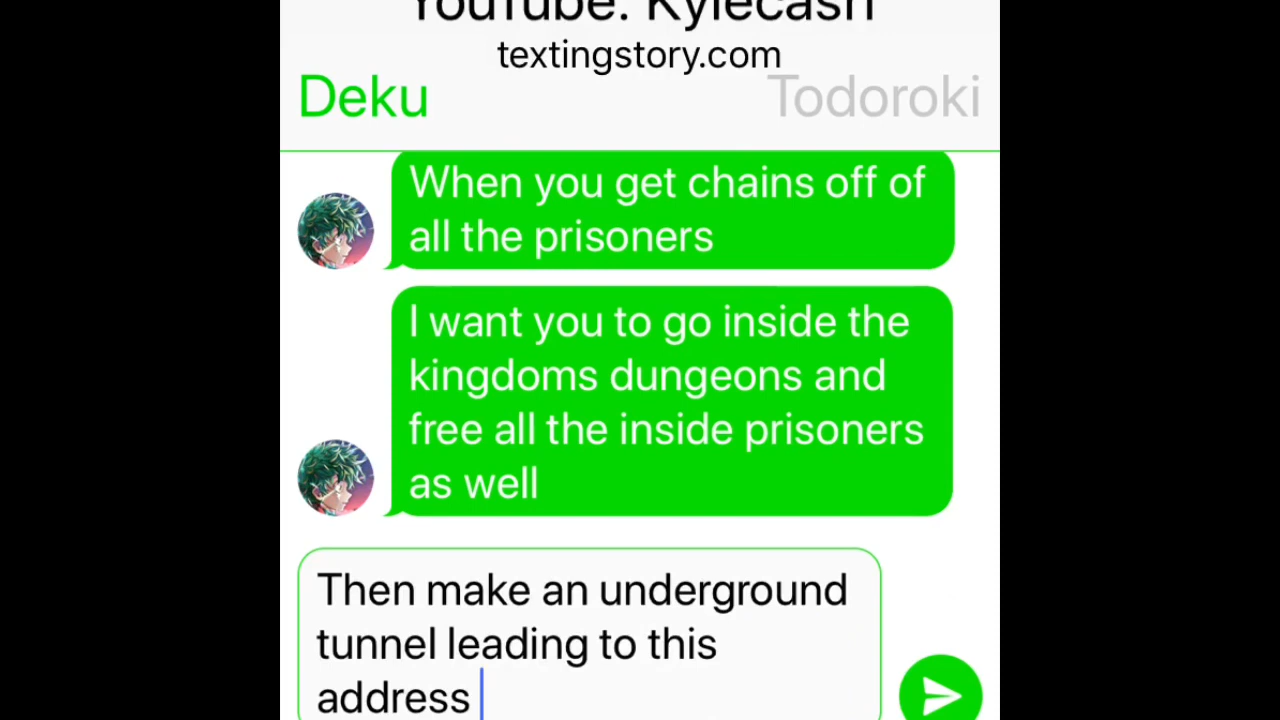 YouTube: Kylecash
textingstory.com
Deku
Todoroki
When you get chains off of
all the prisoners
I want you to go inside the
kingdoms dungeons and
free all the inside prisoners
as well
Then make an underground
tunnel leading to this
address